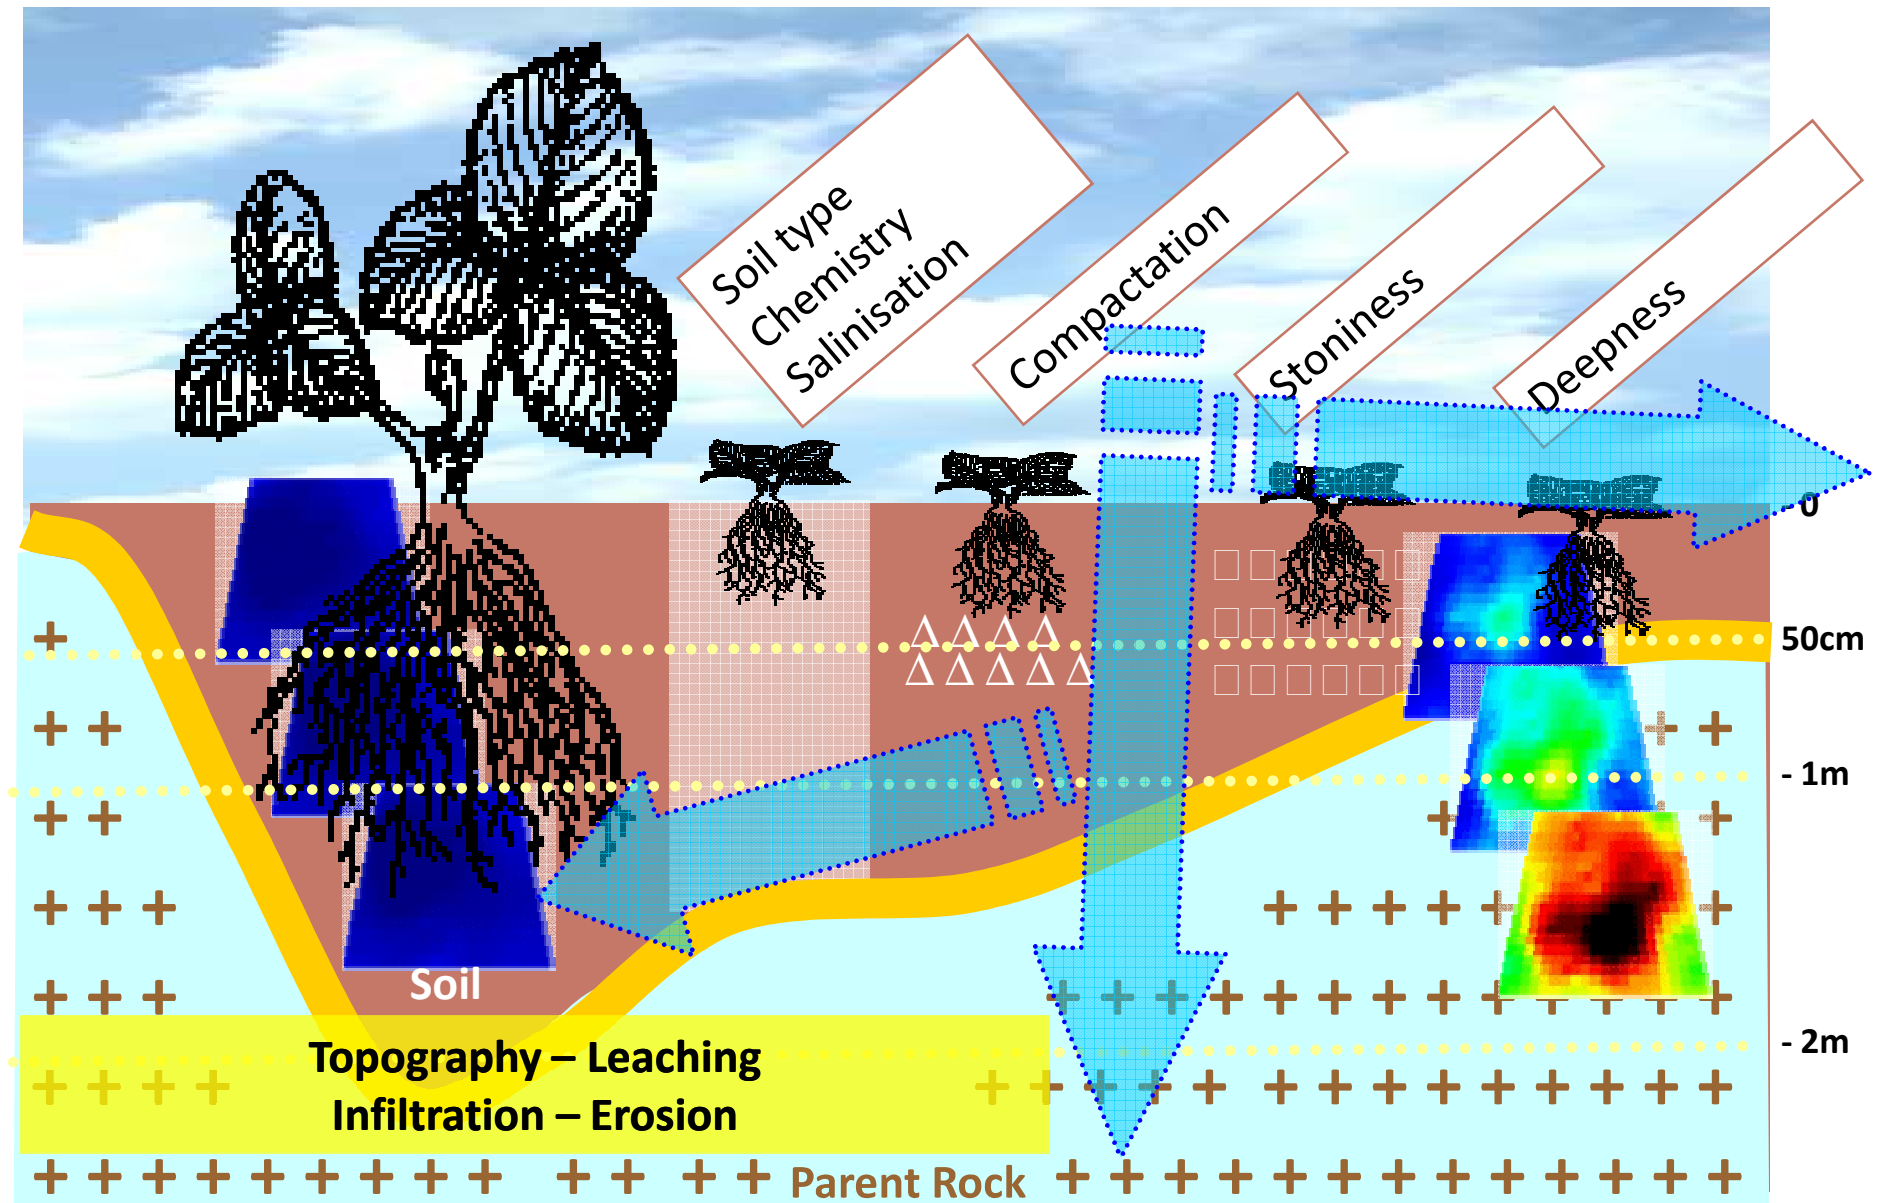 Soil type
Chemistry
Salinisation
Compactation
Stoniness
Deepness
- 0
50cm
- 1m
- 2m
Soil
Topography – Leaching
Infiltration – Erosion
Parent Rock